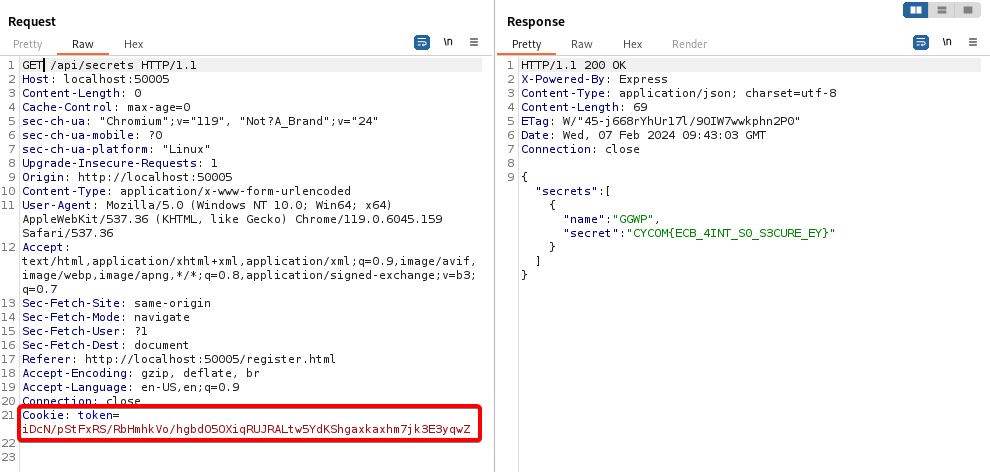 Request
Response
Pretty Raw Hex
\n
Pretty Raw Hex Render
\n
1 GET /api/secrets HTTP/1.1
2 Host: localhost:50005
3 Content-Length: 0
4 Cache-Control: max-age=0
5 sec-ch-ua: "Chromium";v="119", "Not?A_Brand";v="24"
6 sec-ch-ua-mobile: ?0
7 sec-ch-ua-platform: "Linux"
8 Upgrade-Insecure-Requests: 1
9 Origin: http://localhost:50005
10 Content-Type: application/x-www-form-urlencoded
11 User-Agent: Mozilla/5.0 (Windows NT 10.0; Win64; x64)
AppleWebKit/537.36 (KHTML, like Gecko) Chrome/119.0.6045.159
Safari/537.36
12 Accept:
text/html,application/xhtml+xml,application/xml;q=0.9,image/avif,
image/webp,image/apng,*/*;q=0.8,application/signed-exchange;v=b3;
q=0.7
13 Sec-Fetch-Site: same-origin
14 Sec-Fetch-Mode: navigate
15 Sec-Fetch-User: ?1
16 Sec-Fetch-Dest: document
17 Referer: http://localhost:50005/register.html
18 Accept-Encoding: gzip, deflate, br
19 Accept-Language: en-US,en;q=0.9
20 Connection: close
21 Cookie: token=
iDcN/pStFxRS/RbHmhkVo/hgbdO5OXiqRUJRALtw5YdKShgaxkaxhm7jk3E3yqwZ
22
23
1 HTTP/1.1 200 OK
2 X-Powered-By: Express
3 Content-Type: application/json; charset=utf-8
4 Content-Length: 69
5 ETag: W/"45-j668rYhUr17l/9OIW7wwkphn2P0"
6 Date: Wed, 07 Feb 2024 09:43:03 GMT
7 Connection: close
8
9 {
"secrets":[
{
"name":"GGWP",
"secret":"CYCOM{ECB_4INT_SO_S3CURE_EY}"
}
]
}